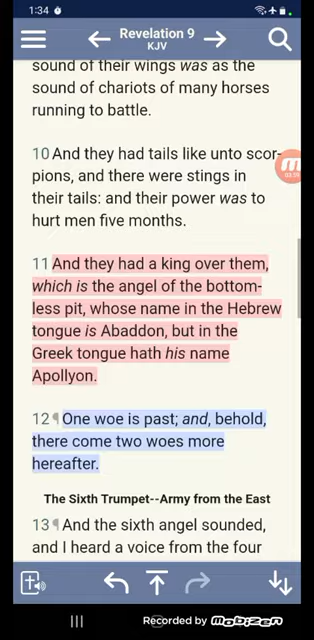 1:34
Revelation 9
KJV
sound of their wings was as the
sound of chariots of many horses
running to battle.
10 And they had tails like unto scor-
pions, and there were stings in
their tails: and their power was to
hurt men five months.
11 And they had a king over them,
which is the angel of the bottom-
less pit, whose name in the Hebrew
tongue is Abaddon, but in the
Greek tongue hath his name
Apollyon.
12 ¶ One woe is past; and, behold,
there come two woes more
hereafter.
The Sixth Trumpet--Army from the East
13 ¶ And the sixth angel sounded,
and I heard a voice from the four
Recorded by mobizen